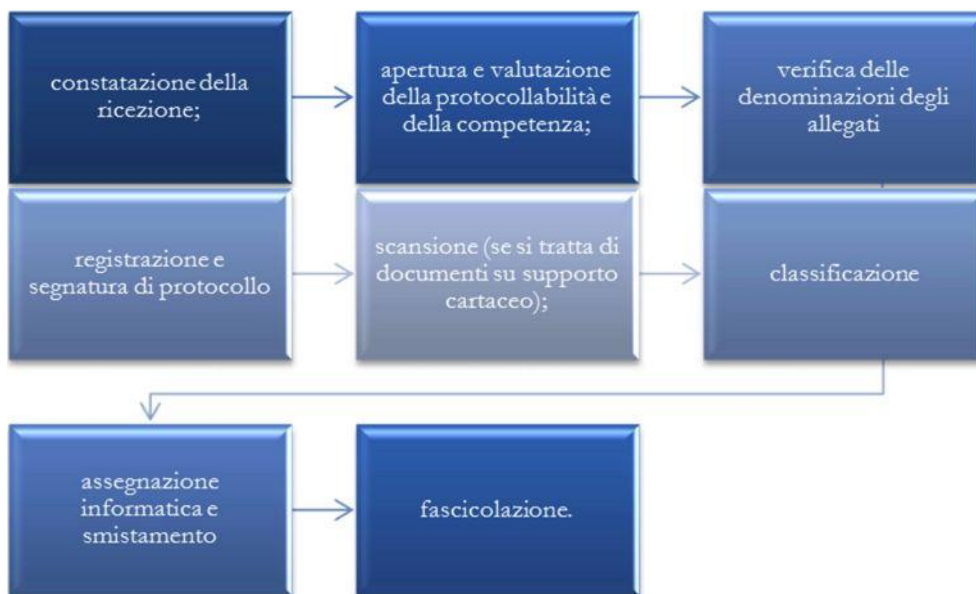 constatazione della
ricezione;
apertura e valutazione
della protocollabilità e
della competenza;
verifica delle
denominazioni degli
allegati
registrazione e
segnatura di protocollo
scansione (se si tratta di
documenti su supporto
cartaceo);
classificazione
assegnazione
informatica e
smistamento
fascicolazione.